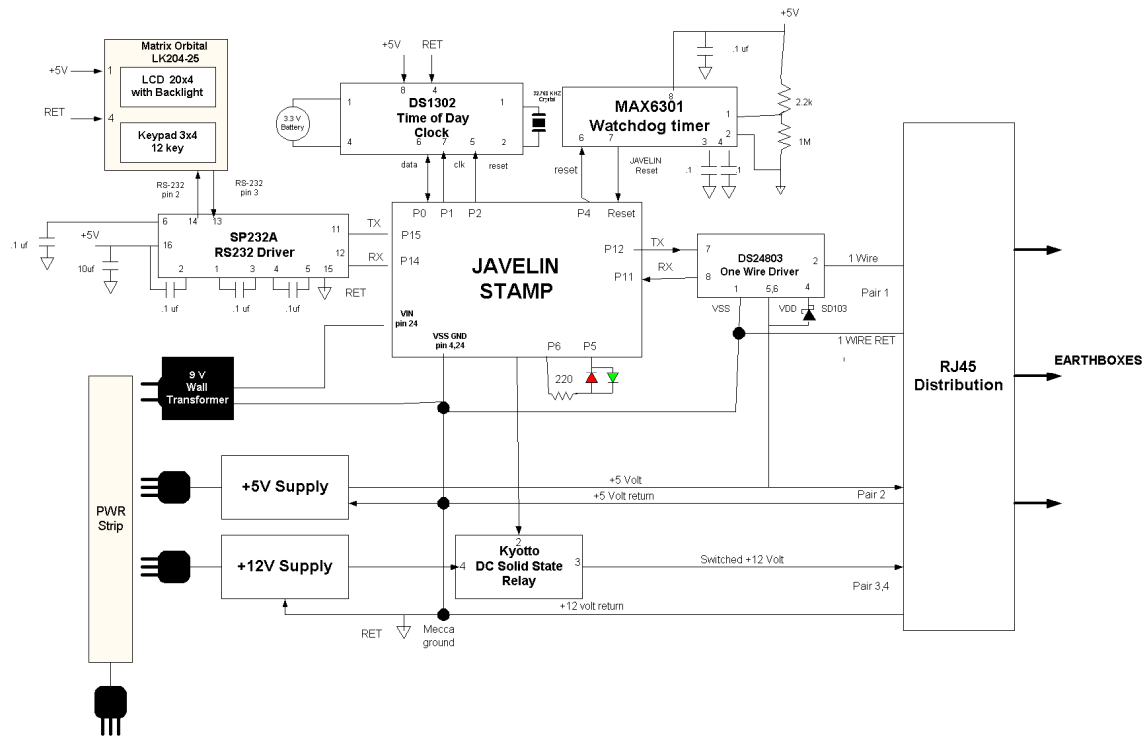 +5V
Matrix Orbital
LK204-25
+5V
1
LCD 20x4
with Backlight
RET
4
Keypad 3x4
12 key
RS-232
pin 2
RS-232
pin 3
+5V
RET
8
4
1
DS1302
1
Time of Day
Clock
4
6
7
5
2
3.3 V
Battery
32.768 KHZ
Crystal
data
clk
reset
.1 uf
8
MAX6301
Watchdog timer
1
2
6
7
3
4
2.2k
1M
reset
JAVELIN
Reset
.1
.1
6
14
13
11
16
SP232A
RS232 Driver
12
2
1
3
4
5
15
.1 uf
+5V
10uf
.1 uf
.1 uf
.1uf
RET
TX
RX
P0
P1
P2
P4
Reset
P15
P14
P12
P11
JAVELIN
STAMP
VIN
pin 24
VSS GND
pin 4,24
P6
P5
220
TX
RX
7
DS24803
One Wire Driver
2
8
1
5,6
4
VSS
VDD
SD103
1 Wire
Pair 1
1 WIRE RET
RJ45
Distribution
EARTHBOXES
9 V
Wall
Transformer
PWR
Strip
+5V Supply
+5 Volt
+5 Volt return
Pair 2
+12V Supply
2
4
Kyotto
3
DC Solid State
Relay
Switched +12 Volt
Pair 3,4
+12 volt return
RET
Mecca
ground